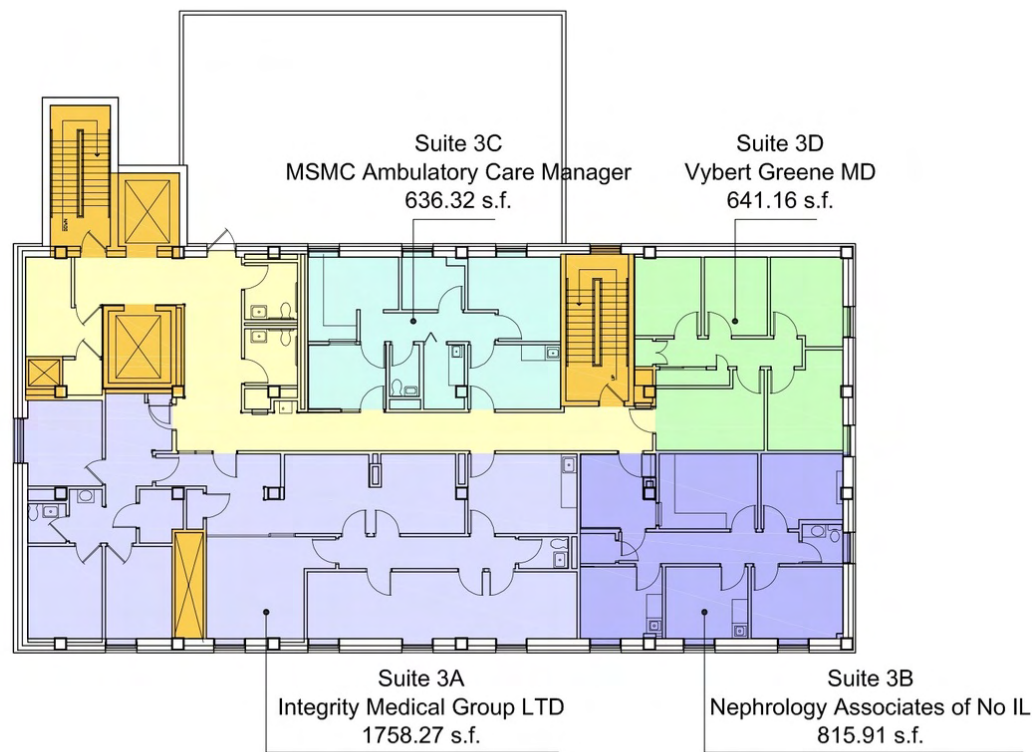 Suite 3C
MSMC Ambulatory Care Manager
636.32 s.f.
Suite 3D
Vybert Greene MD
641.16 s.f.
DOWN
Suite 3A
Integrity Medical Group LTD
1758.27 s.f.
Suite 3B
Nephrology Associates of No IL
815.91 s.f.